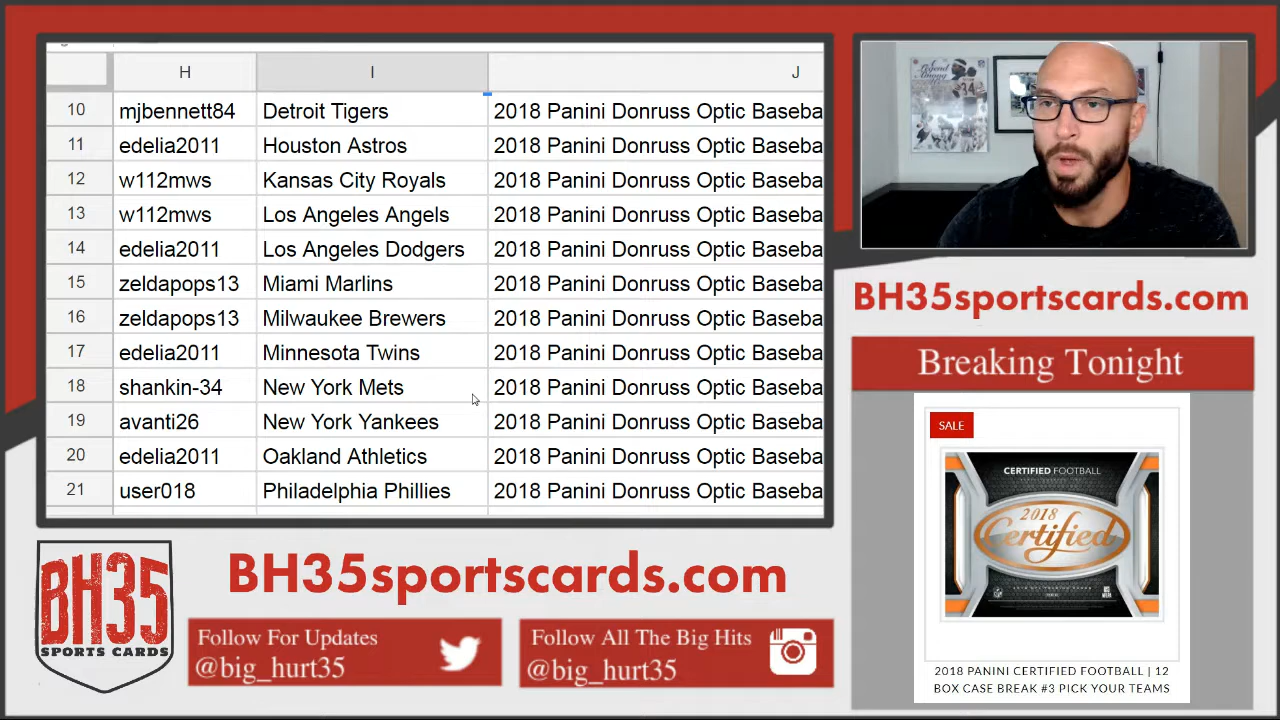 H I J
10 mjbennett84 Detroit Tigers 2018 Panini Donruss Optic Baseba
11 edelia2011 Houston Astros 2018 Panini Donruss Optic Baseba
12 w112mws Kansas City Royals 2018 Panini Donruss Optic Baseba
13 w112mws Los Angeles Angels 2018 Panini Donruss Optic Baseba
14 edelia2011 Los Angeles Dodgers 2018 Panini Donruss Optic Baseba
15 zeldapops13 Miami Marlins 2018 Panini Donruss Optic Baseba
16 zeldapops13 Milwaukee Brewers 2018 Panini Donruss Optic Baseba
17 edelia2011 Minnesota Twins 2018 Panini Donruss Optic Baseba
18 shankin-34 New York Mets 2018 Panini Donruss Optic Baseba
19 avanti26 New York Yankees 2018 Panini Donruss Optic Baseba
20 edelia2011 Oakland Athletics 2018 Panini Donruss Optic Baseba
21 user018 Philadelphia Phillies 2018 Panini Donruss Optic Baseba
Legend
Among
34
BH35sportscards.com
Breaking Tonight
SALE
CERTIFIED FOOTBALL
2018
Certified
2018 PANINI CERTIFIED FOOTBALL | 12
BOX CASE BREAK #3 PICK YOUR TEAMS
BH35
SPORTS CARDS
BH35sportscards.com
Follow For Updates
@big_hurt35
Follow All The Big Hits
@big_hurt35